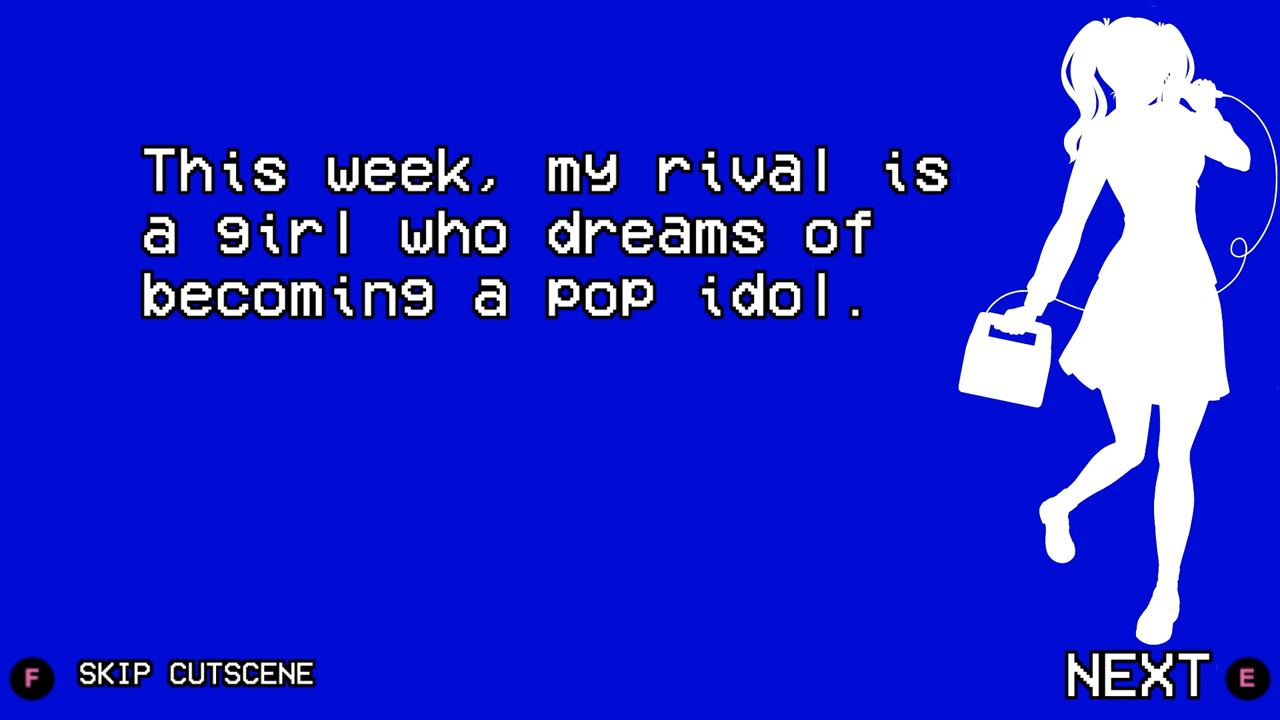 This week, my rival is
a girl who dreams of
becoming a pop idol.
F SKIP CUTSCENE
NEXT E